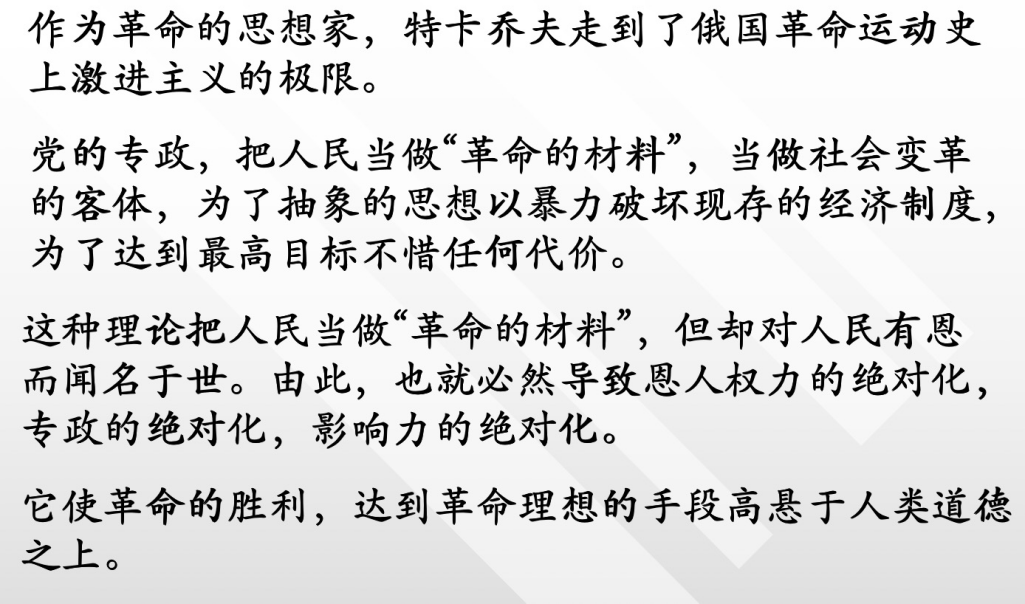 作为革命的思想家，特卡乔夫走到了俄国革命运动史
上激进主义的极限。
党的专政，把人民当做“革命的材料”，当做社会变革
的客体，为了抽象的思想以暴力破坏现存的经济制度，
为了达到最高目标不惜任何代价。
这种理论把人民当做“革命的材料”，但却对人民有恩
而闻名于世。由此，也就必然导致恩人权力的绝对化，
专政的绝对化，影响力的绝对化。
它使革命的胜利，达到革命理想的手段高悬于人类道德
之上。